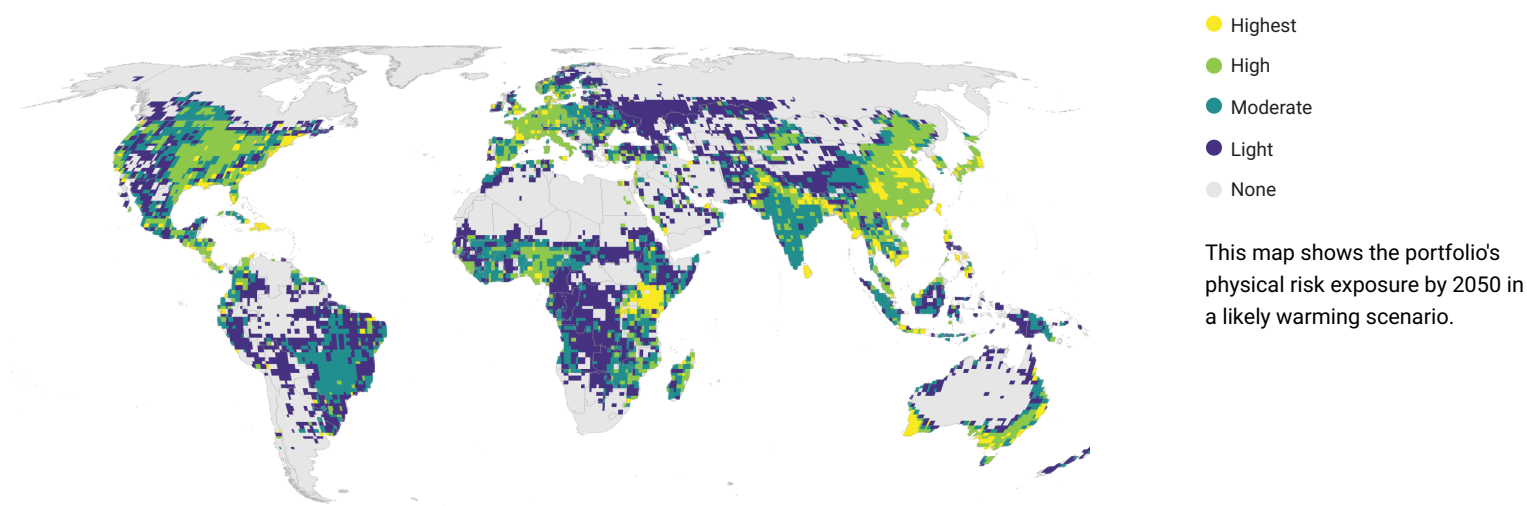 Highest
High
Moderate
Light
None
This map shows the portfolio's
physical risk exposure by 2050 in
a likely warming scenario.